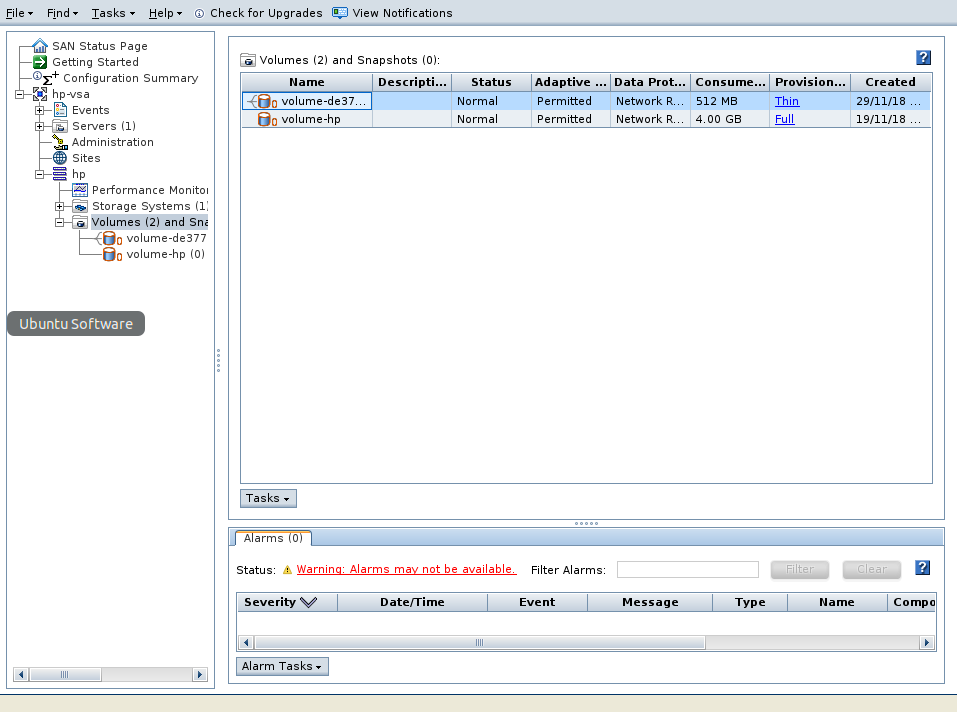 File Find Tasks Help Check for Upgrades View Notifications
SAN Status Page
Getting Started
Configuration Summary
hp-vsa
Events
Servers (1)
Administration
Sites
hp
Performance Monitor
Storage Systems (1)
Volumes (2) and Sna
volume-de377
volume-hp (0)
Ubuntu Software
Volumes (2) and Snapshots (0):
Name Descripti... Status Adaptive ... Data Prot... Consume... Provision... Created
volume-de37... Normal Permitted Network R... 512 MB Thin 29/11/18 ...
volume-hp Normal Permitted Network R... 4.00 GB Full 19/11/18 ...
Tasks
Alarms (0)
Status: Warning: Alarms may not be available. Filter Alarms: Filter Clear
Severity Date/Time Event Message Type Name Compo
Alarm Tasks